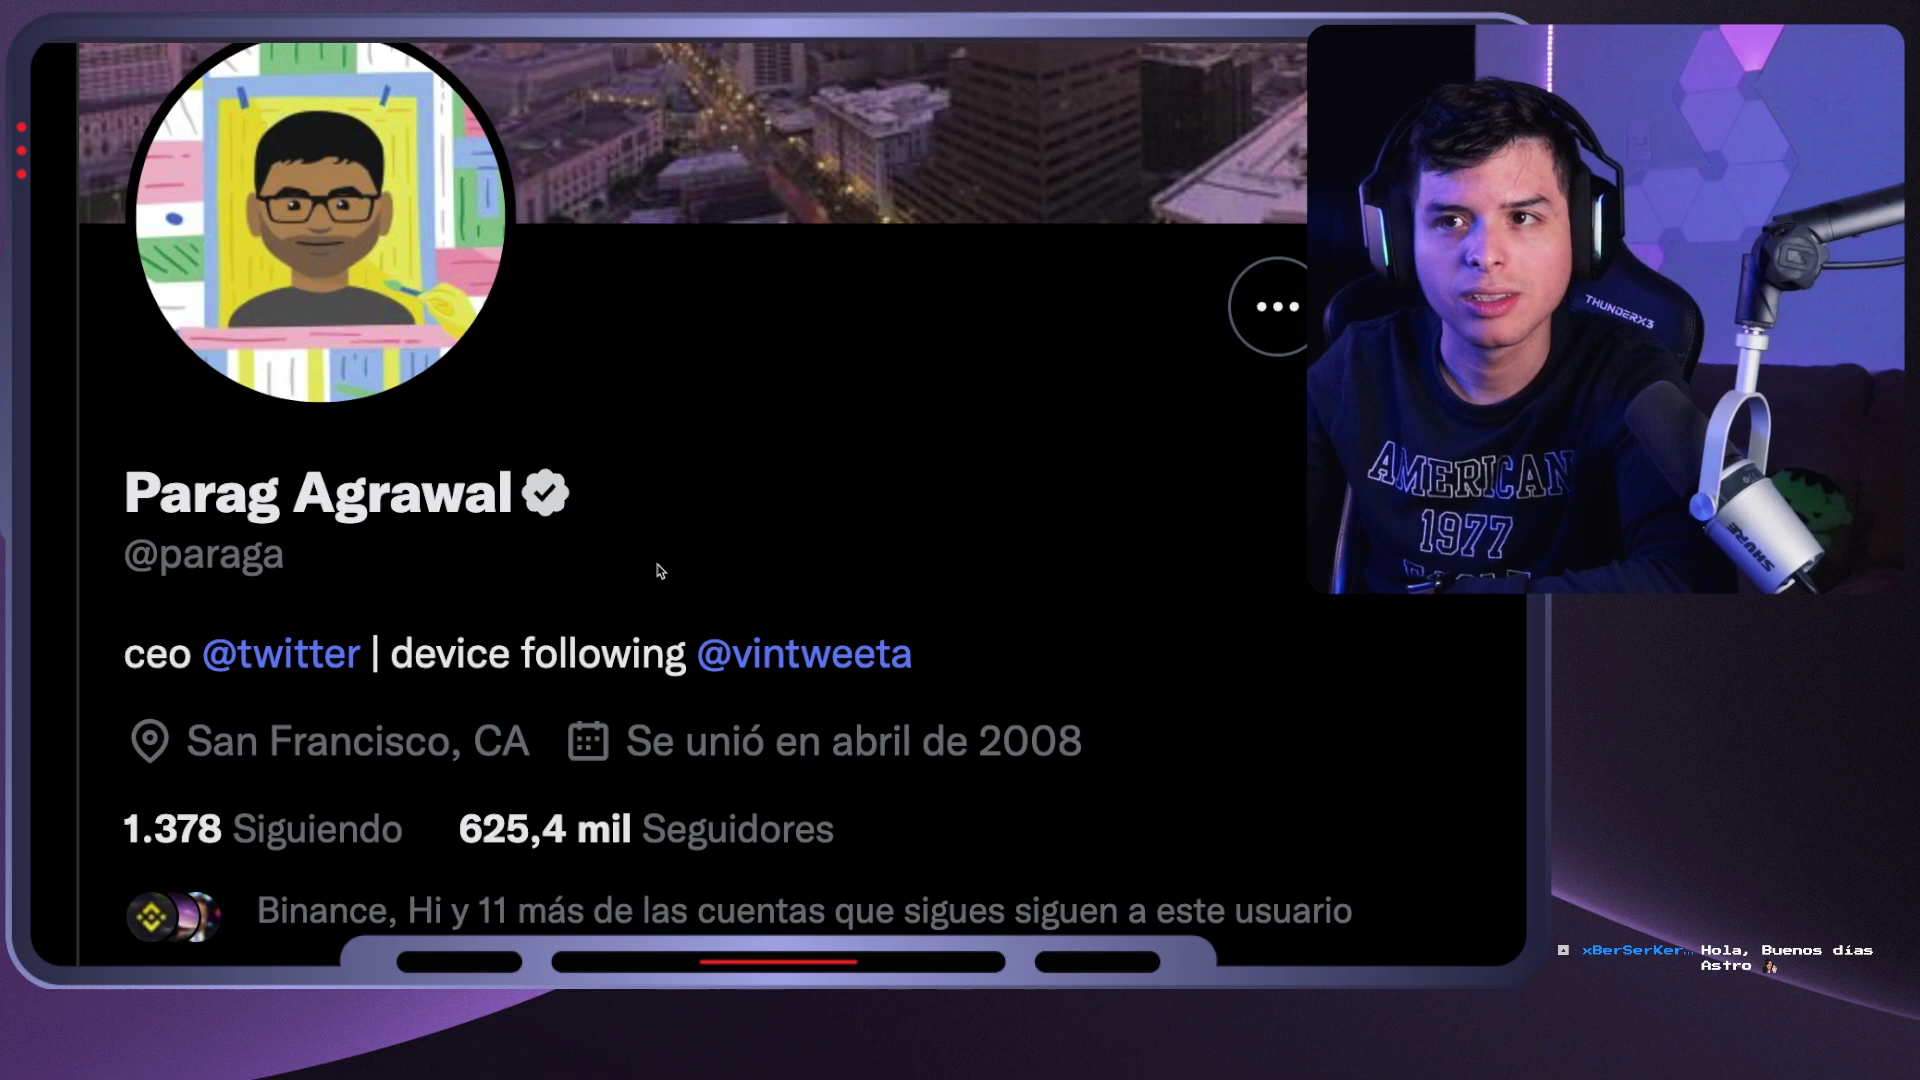 Parag Agrawal
@paraga
ceo @twitter | device following @vintweeta
San Francisco, CA Se unió en abril de 2008
1.378 Siguiendo 625,4 mil Seguidores
Binance, Hi y 11 más de las cuentas que sigues siguen a este usuario
THUNDERX3
AMERICAN
1977
SHURE
xBerSerKer… Hola, Buenos días
Astro